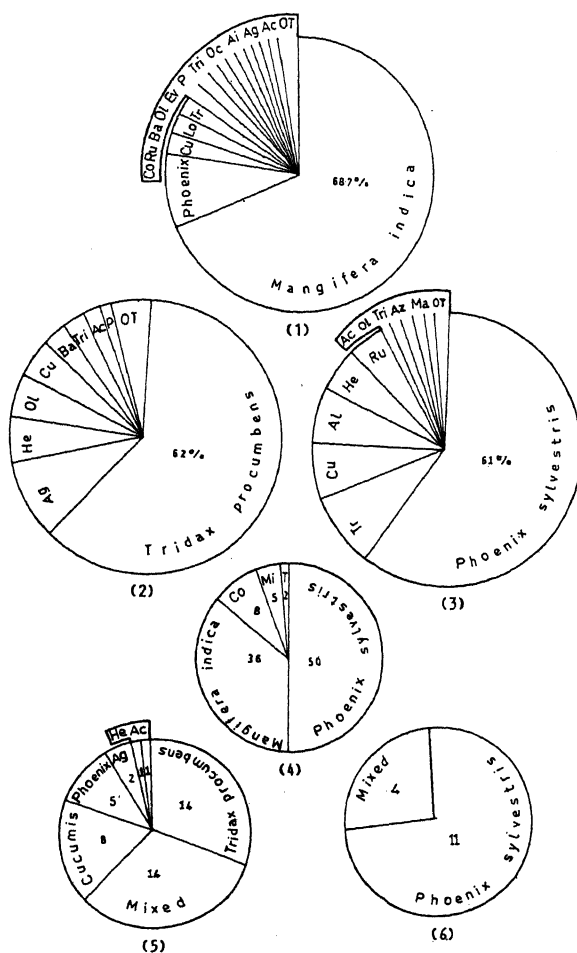 Co Ru Ba Ol Ev P Tri Oc Ai Ag Ac OT
Phoenix Cu Lo Tr
68·7%
Mangifera indica
(1)
Ag He Ol Cu Ba Tri Ac P OT
62%
Tridax procumbens
(2)
Ac Ol Tri Az Ma OT
Tr Cu Al He Ru
61%
Phoenix sylvestris
(3)
Co Mi T
8 5 2
Mangifera indica
36
50
Phoenix sylvestris
(4)
He Ac
Cucumis Phoenix Ag
8 5 2 1 1
Tridax procumbens
14
14
Mixed
(5)
Mixed
4
11
Phoenix sylvestris
(6)